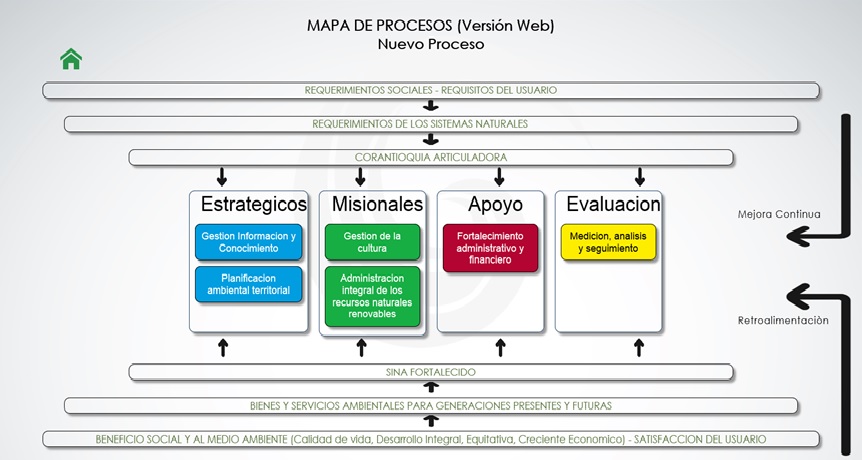 MAPA DE PROCESOS (Versión Web)
Nuevo Proceso
REQUERIMIENTOS SOCIALES - REQUISITOS DEL USUARIO
REQUERIMIENTOS DE LOS SISTEMAS NATURALES
CORANTIOQUIA ARTICULADORA
Estrategicos
Gestion Informacion y
Conocimiento
Planificacion
ambiental territorial
Misionales
Gestion de la
cultura
Administracion
integral de los
recursos naturales
renovables
Apoyo
Fortalecimiento
administrativo y
financiero
Evaluacion
Medicion, analisis
y seguimiento
Mejora Continua
Retroalimentaciòn
SINA FORTALECIDO
BIENES Y SERVICIOS AMBIENTALES PARA GENERACIONES PRESENTES Y FUTURAS
BENEFICIO SOCIAL Y AL MEDIO AMBIENTE (Calidad de vida, Desarrollo Integral, Equitativa, Creciente Economico) - SATISFACCION DEL USUARIO